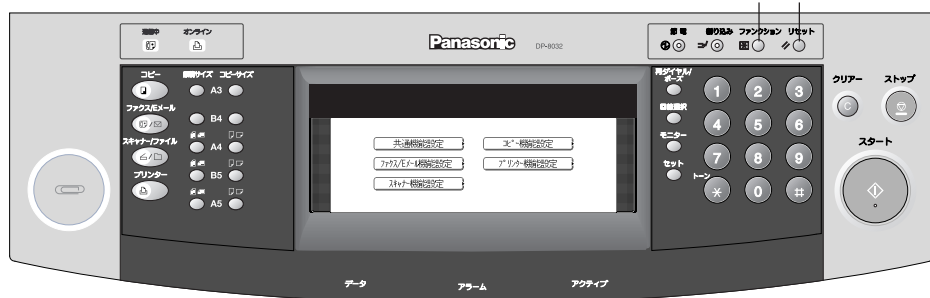 通信中 オンライン
Panasonic DP-8032
節電 割り込み ファンクション リセット
コピー 原稿サイズ コピーサイズ
A3
ファクス/Eメール
B4
スキャナー/ファイル
A4
プリンター
B5
A5
共通機能設定 コピー機能設定
ファクス/Eメール機能設定 プリンター機能設定
スキャナー機能設定
再ダイヤル/
ポーズ
回線選択
モニター
セット
トーン
1 2 3
4 5 6
7 8 9
＊ 0 #
クリアー ストップ
C
スタート
データ アラーム アクティブ